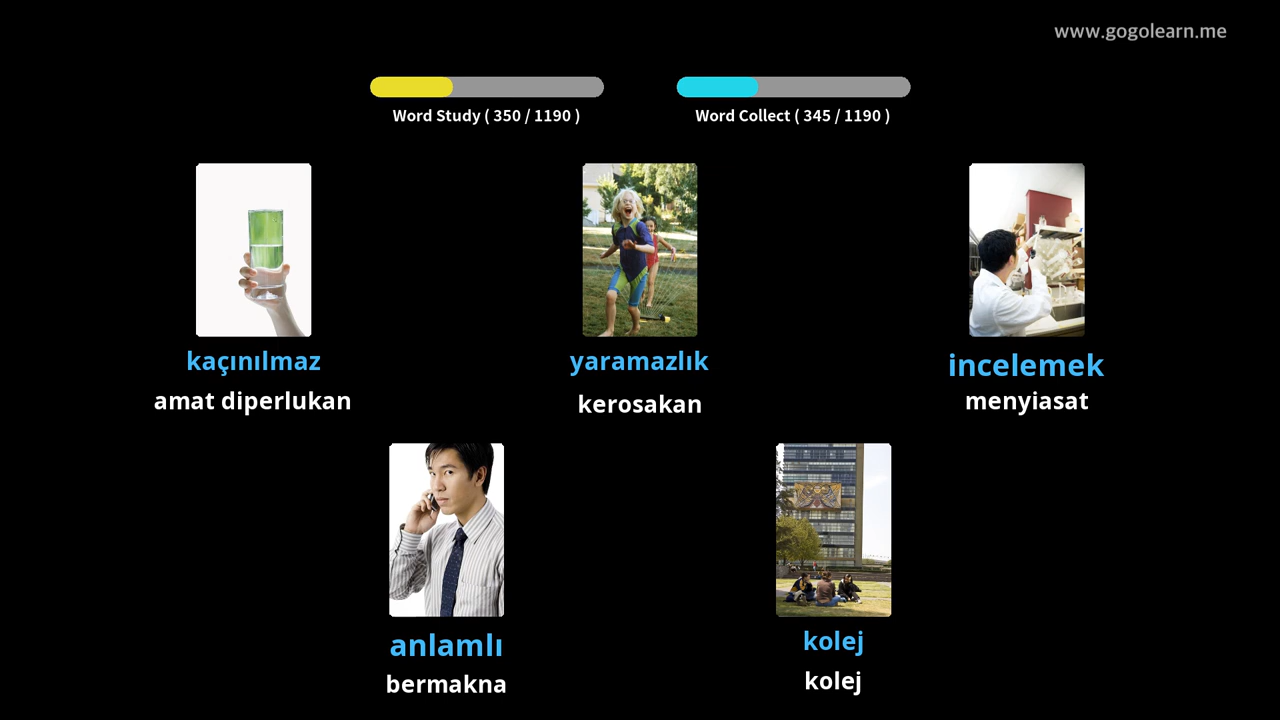 www.gogolearn.me
Word Study ( 350 / 1190 )
Word Collect ( 345 / 1190 )
kaçınılmaz
amat diperlukan
yaramazlık
kerosakan
incelemek
menyiasat
anlamlı
bermakna
kolej
kolej